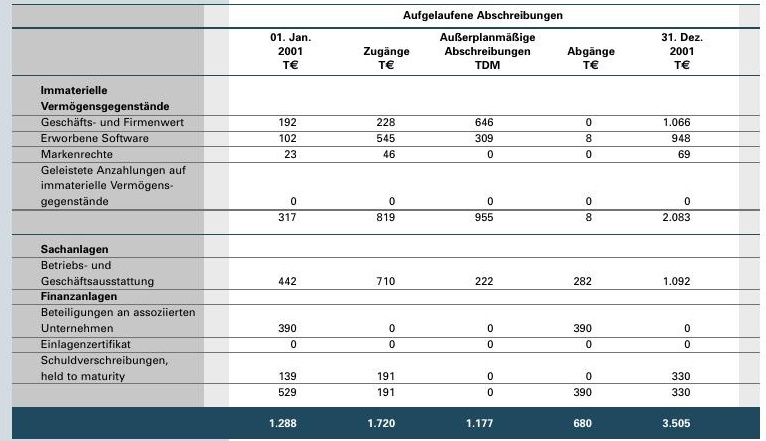 Aufgelaufene Abschreibungen
01. Jan. Außerplanmäßige 31. Dez.
2001 Zugänge Abschreibungen Abgänge 2001
T€ T€ TDM T€ T€
Immaterielle
Vermögensgegenstände
Geschäfts- und Firmenwert 192 228 646 0 1.066
Erworbene Software 102 545 309 8 948
Markenrechte 23 46 0 0 69
Geleistete Anzahlungen auf
immaterielle Vermögens-
gegenstände 0 0 0 0 0
317 819 955 8 2.083
Sachanlagen
Betriebs- und
Geschäftsausstattung 442 710 222 282 1.092
Finanzanlagen
Beteiligungen an assoziierten
Unternehmen 390 0 0 390 0
Einlagenzertifikat 0 0 0 0 0
Schuldverschreibungen,
held to maturity 139 191 0 0 330
529 191 0 390 330
1.288 1.720 1.177 680 3.505